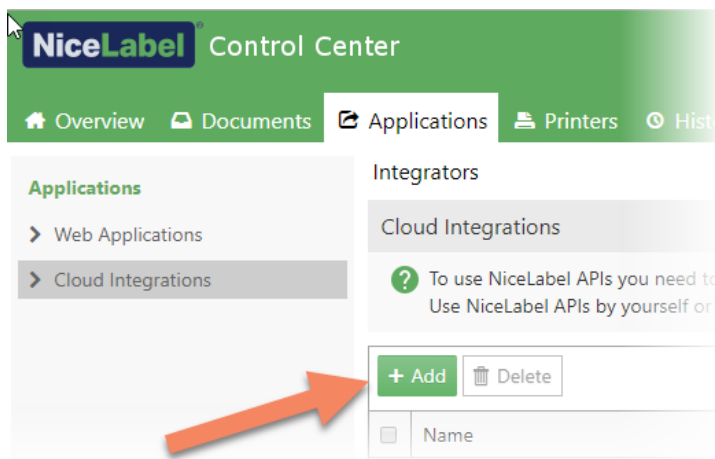 NiceLabel® Control Center
Overview Documents Applications Printers
Applications
Web Applications
Cloud Integrations
Integrators
Cloud Integrations
To use NiceLabel APIs you need to
Use NiceLabel APIs by yourself or
+ Add Delete
Name